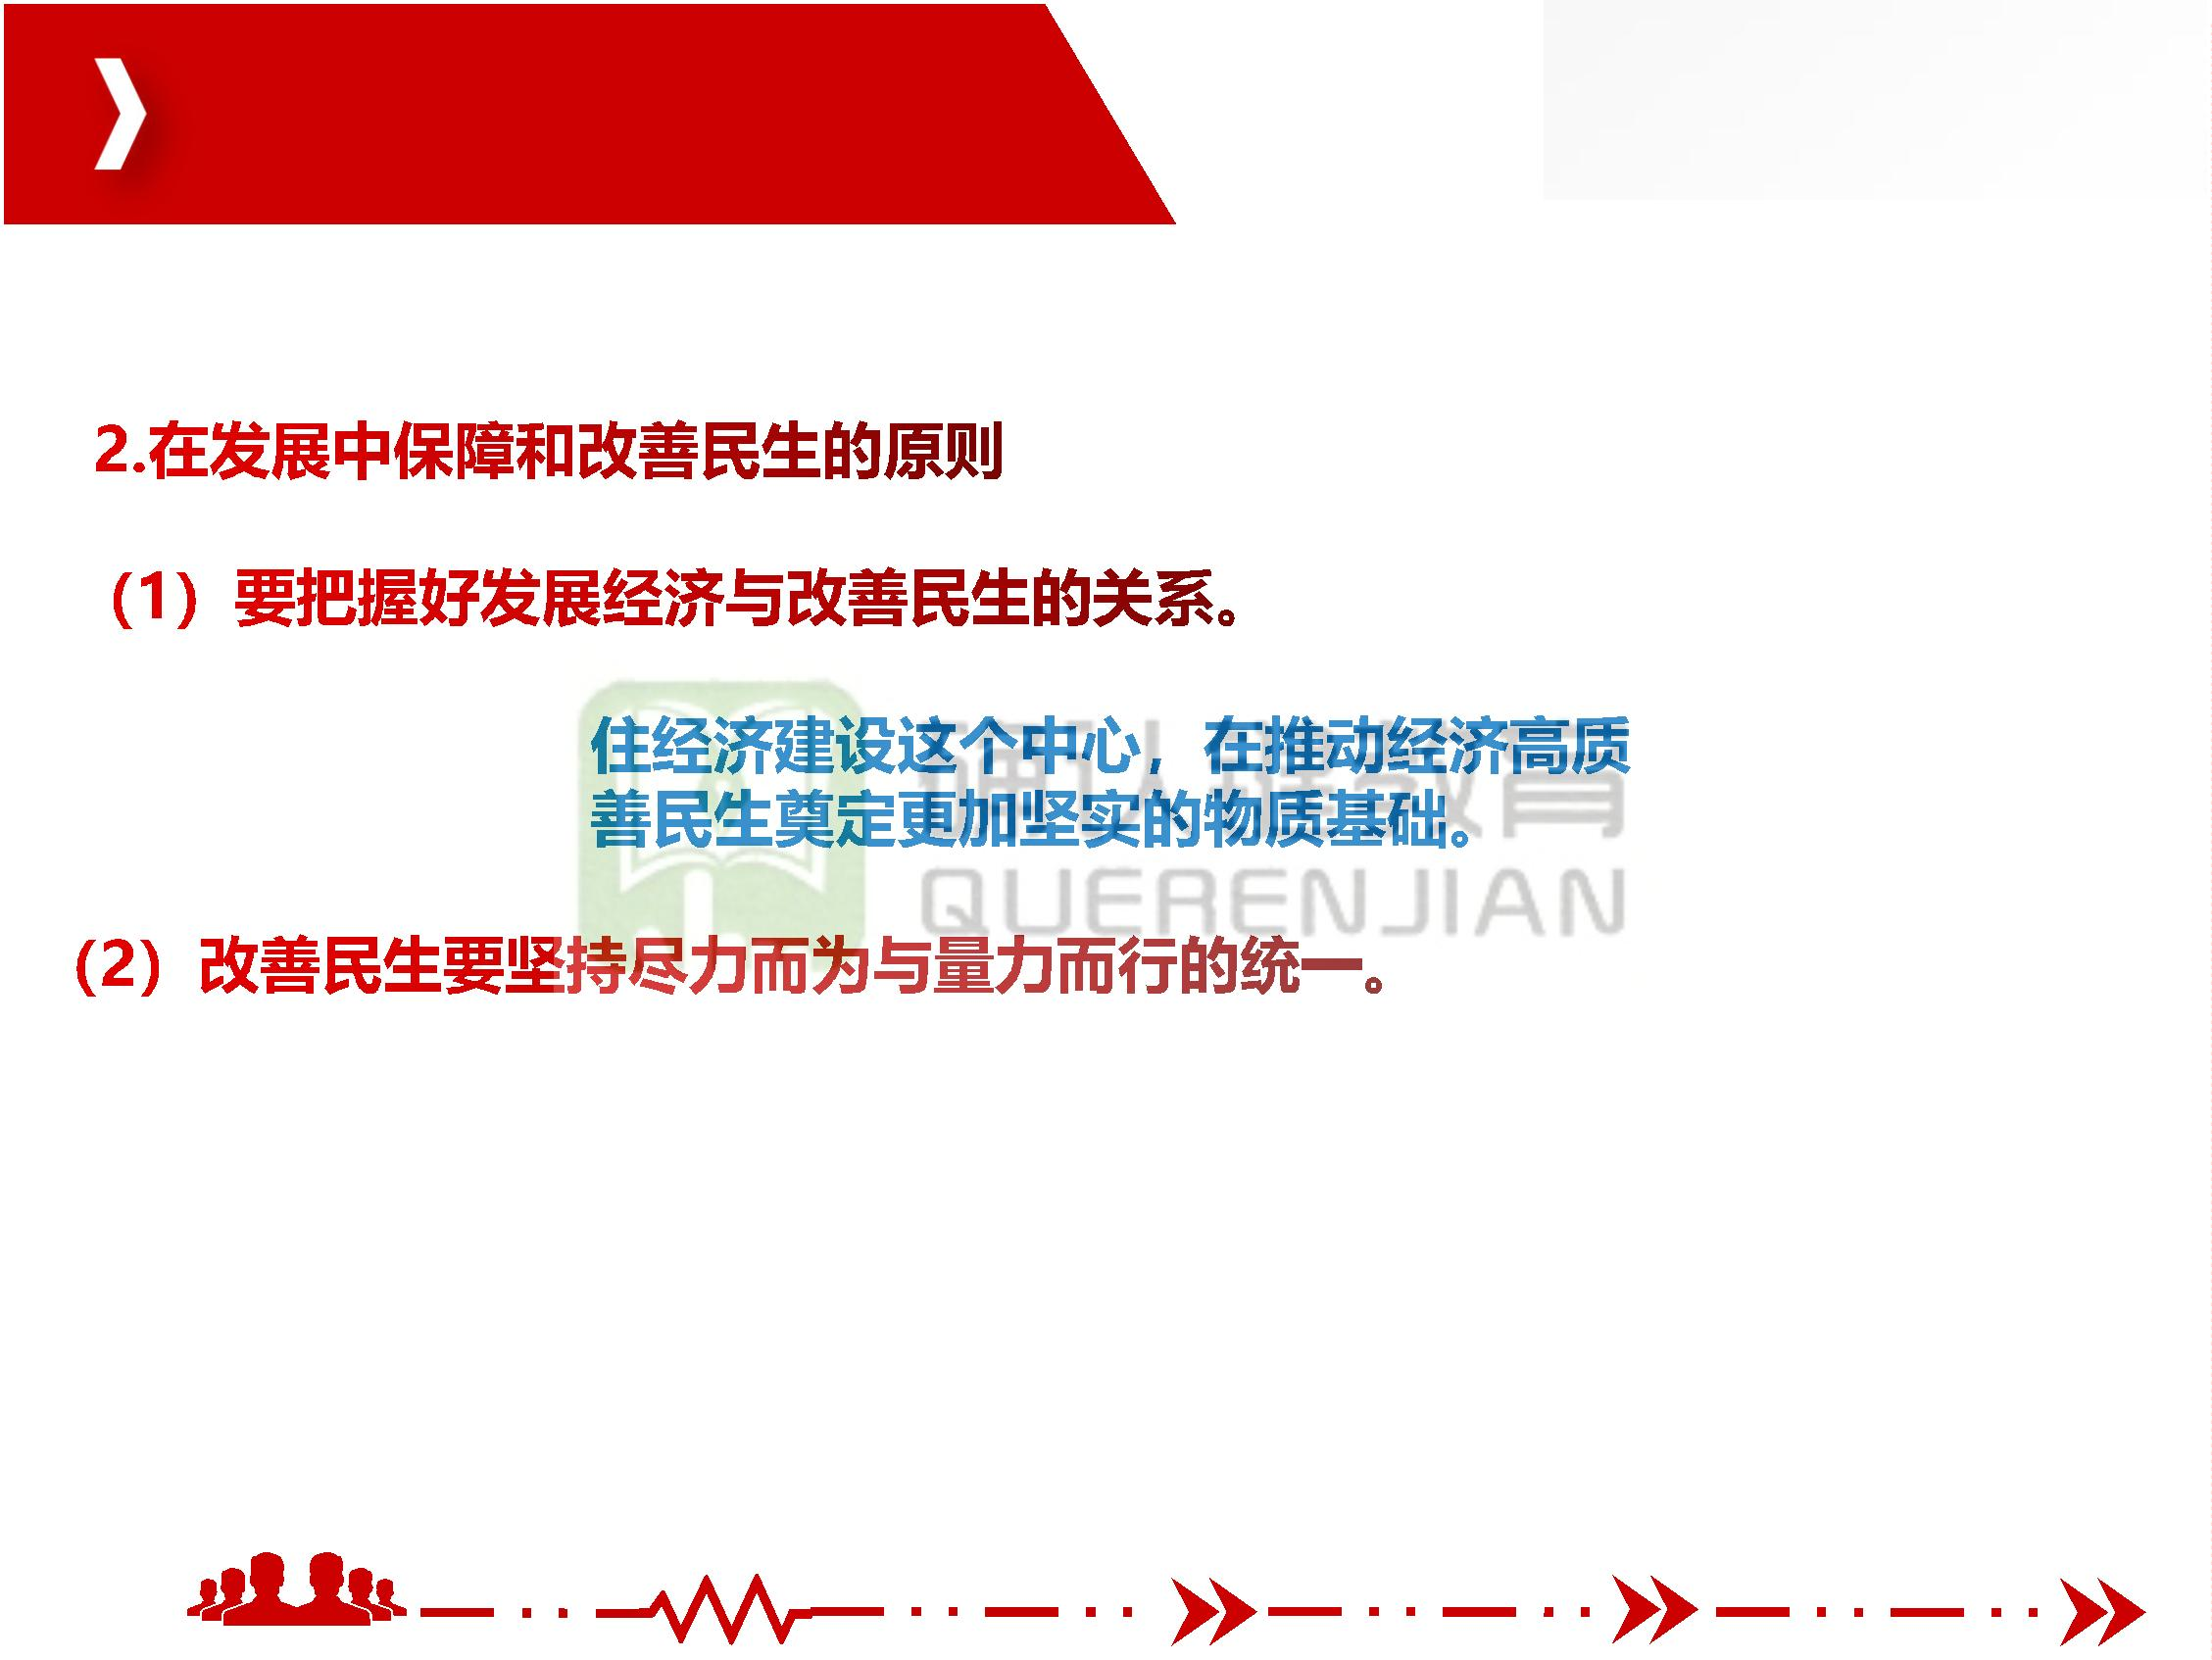 2.在发展中保障和改善民生的原则
（1）要把握好发展经济与改善民生的关系。
住经济建设这个中心，在推动经济高质
善民生奠定更加坚实的物质基础。
QUERENJIAN
（2）改善民生要坚持尽力而为与量力而行的统一。